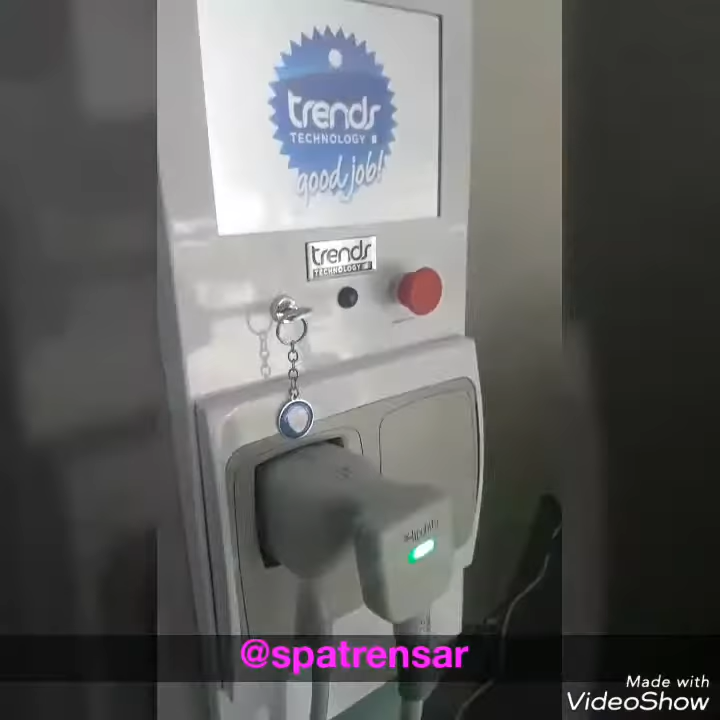 trends
TECHNOLOGY
good job!
trends
TECHNOLOGY
@spatrensar
Made with
VideoShow